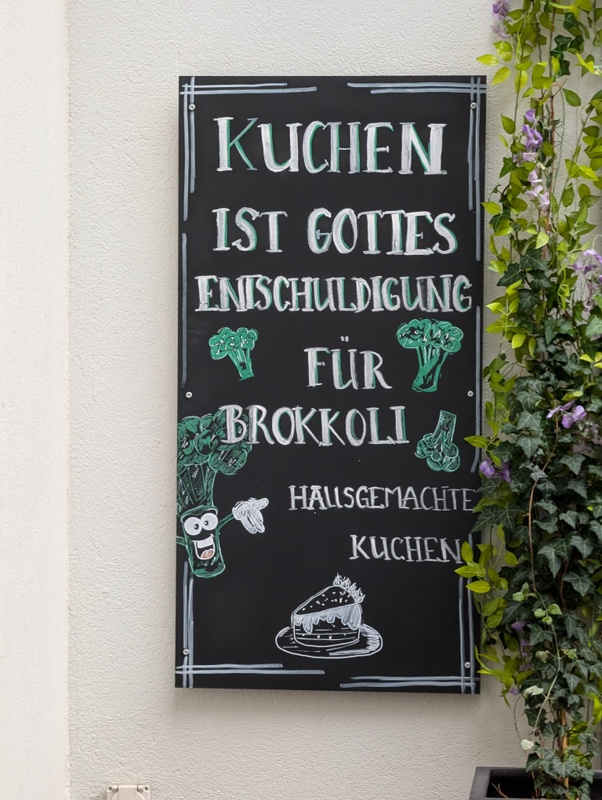 KUCHEN
IST GOTTES
ENTSCHULDIGUNG
FÜR
BROKKOLI
HAUSGEMACHTE
KUCHEN